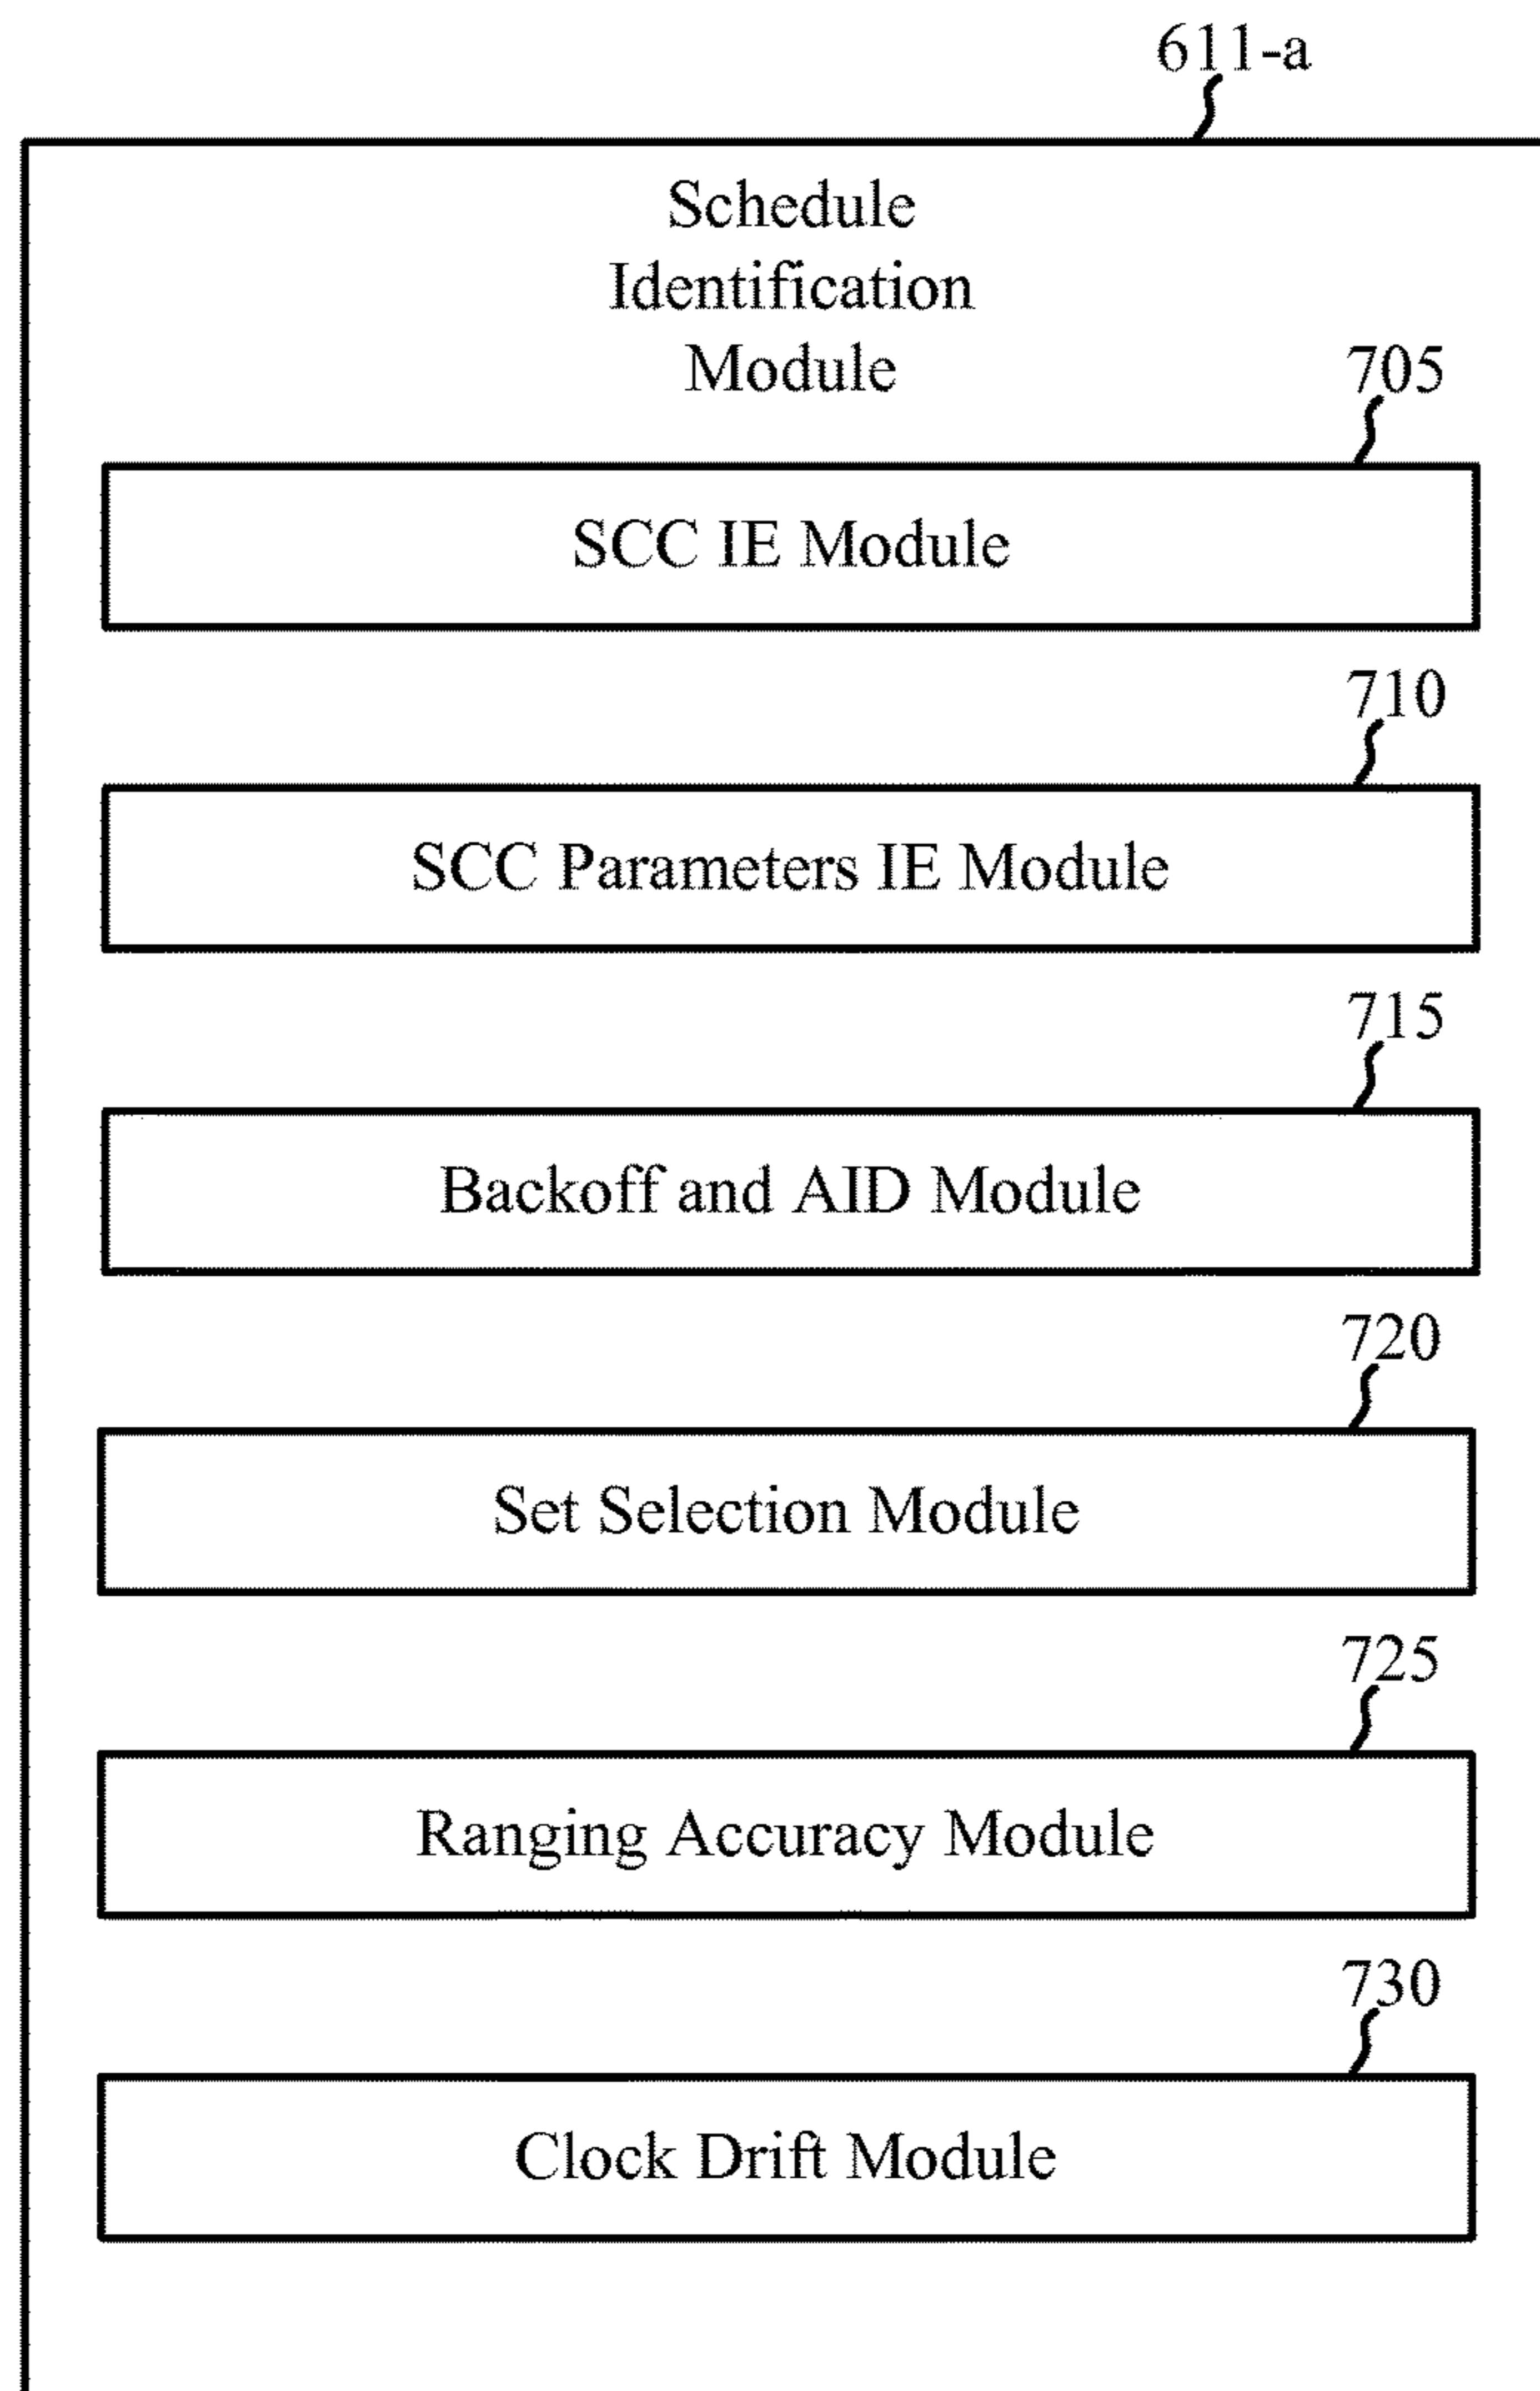 611-a
Schedule
Identification
Module
705
SCC IE Module
710
SCC Parameters IE Module
715
Backoff and AID Module
720
Set Selection Module
725
Ranging Accuracy Module
730
Clock Drift Module